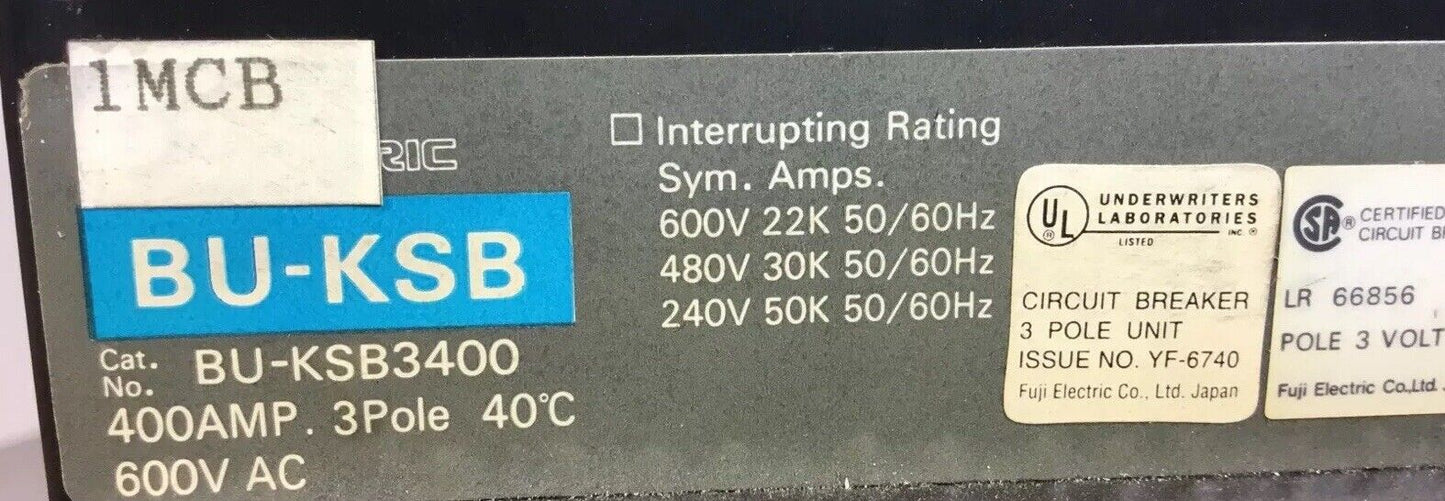 1MCB
RIC
BU-KSB
Cat. No. BU-KSB3400
400AMP. 3Pole 40°C
600V AC
☐ Interrupting Rating
Sym. Amps.
600V 22K 50/60Hz
480V 30K 50/60Hz
240V 50K 50/60Hz
UL ®
UNDERWRITERS
LABORATORIES
INC. ®
LISTED
CIRCUIT BREAKER
3 POLE UNIT
ISSUE NO. YF-6740
Fuji Electric Co., Ltd. Japan
SA ® CERTIFIED
CIRCUIT B
LR 66856
POLE 3 VOLT
Fuji Electric Co., Ltd.